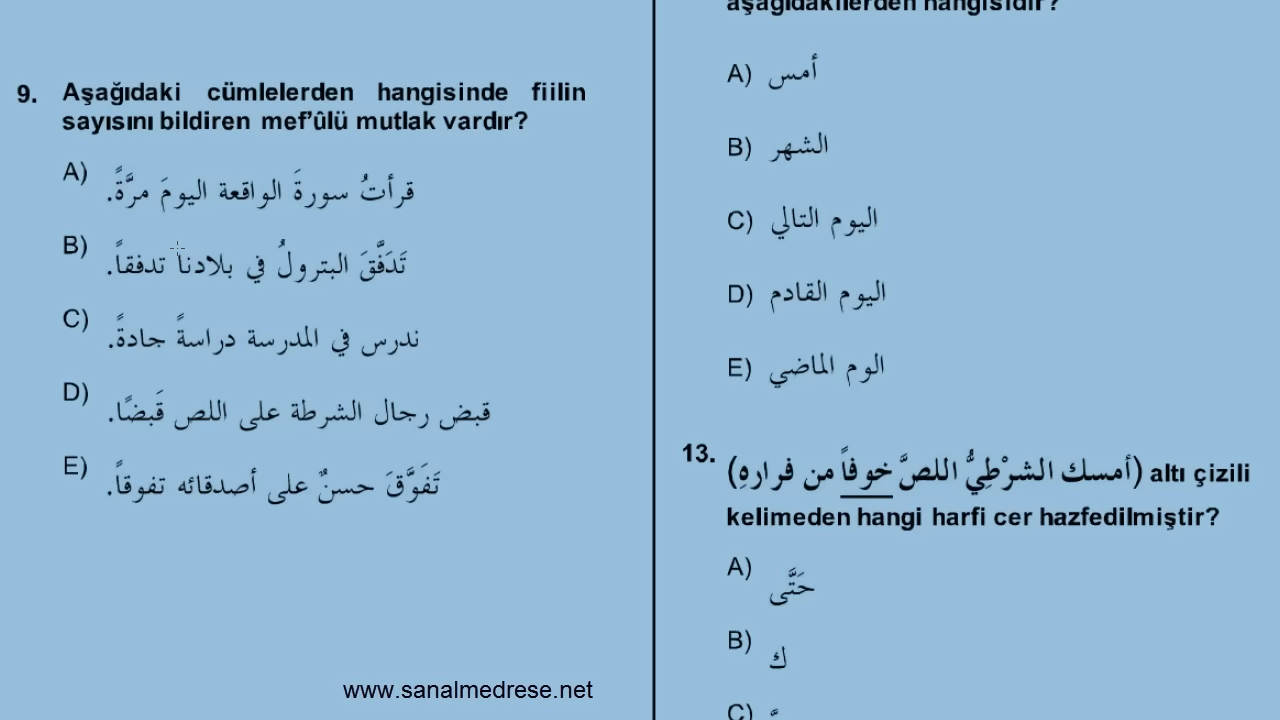 9. Aşağıdaki cümlelerden hangisinde fiilin
sayısını bildiren mef’ûlü mutlak vardır?
A) قرأتُ سورةَ الواقعة اليومَ مرَّةً.
B) تَدَفَّقَ البترولُ في بلادنا تدفقاً.
C) ندرس في المدرسة دراسةً جادةً.
D) قبض رجال الشرطة على اللص قَبضًا.
E) تَفَوَّقَ حسنٌ على أصدقائه تفوقاً.
www.sanalmedrese.net
aşağıdakilerden hangisidir?
A) أمس
B) الشهر
C) اليوم التالي
D) اليوم القادم
E) الوم الماضي
13. (أمسك الشرْطِيُّ اللصَّ خوفاً من فرارهِ) altı çizili
kelimeden hangi harfi cer hazfedilmiştir?
A) حَتَّى
B) ك
C)